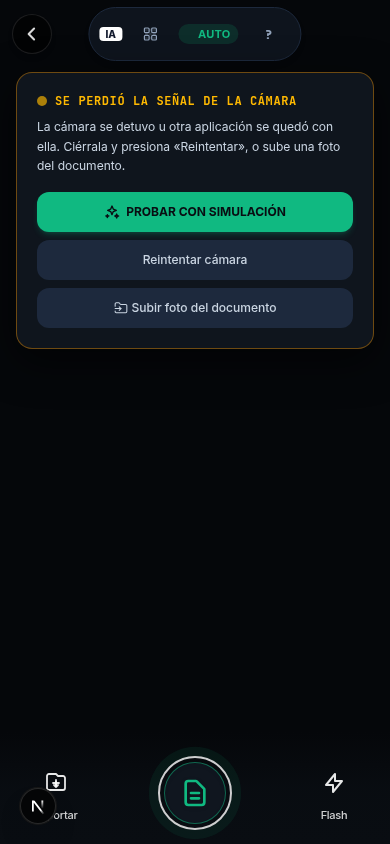 IA
AUTO
?
SE PERDIÓ LA SEÑAL DE LA CÁMARA
La cámara se detuvo u otra aplicación se quedó con
ella. Ciérrala y presiona «Reintentar», o sube una foto
del documento.
PROBAR CON SIMULACIÓN
Reintentar cámara
Subir foto del documento
N
ortar
Flash